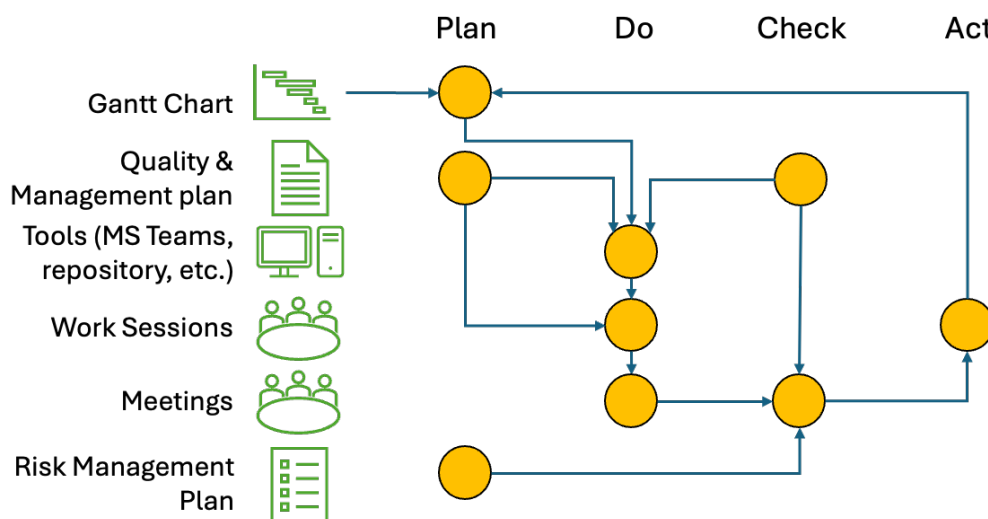 Plan Do Check Act
Gantt Chart
Quality &
Management plan
Tools (MS Teams,
repository, etc.)
Work Sessions
Meetings
Risk Management
Plan